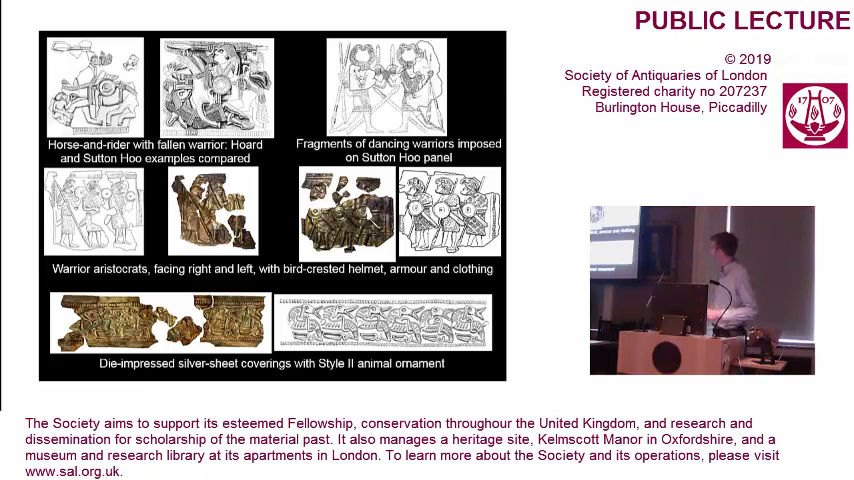 PUBLIC LECTURE
© 2019
Society of Antiquaries of London
Registered charity no 207237
Burlington House, Piccadilly
17 07
Horse-and-rider with fallen warrior: Hoard
and Sutton Hoo examples compared
Fragments of dancing warriors imposed
on Sutton Hoo panel
Warrior aristocrats, facing right and left, with bird-crested helmet, armour and clothing
Die-impressed silver-sheet coverings with Style II animal ornament
The Society aims to support its esteemed Fellowship, conservation throughour the United Kingdom, and research and
dissemination for scholarship of the material past. It also manages a heritage site, Kelmscott Manor in Oxfordshire, and a
museum and research library at its apartments in London. To learn more about the Society and its operations, please visit
www.sal.org.uk.